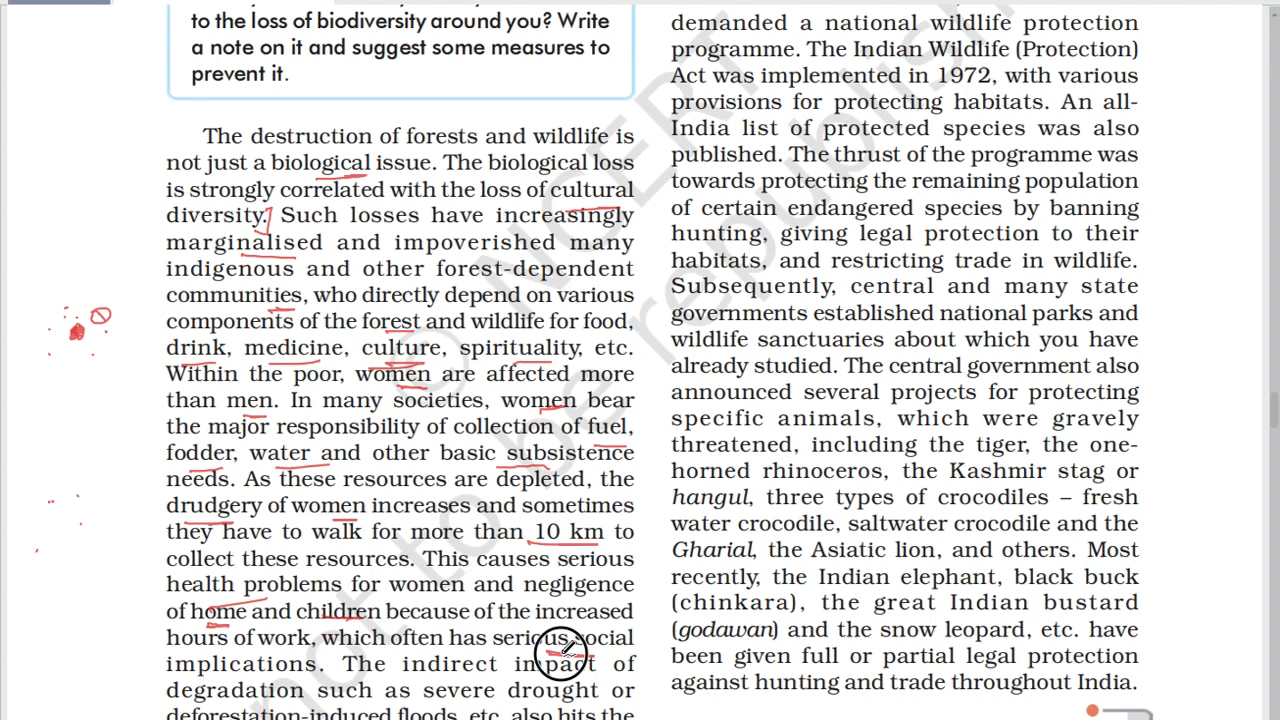 to the loss of biodiversity around you? Write
a note on it and suggest some measures to
prevent it.
The destruction of forests and wildlife is
not just a biological issue. The biological loss
is strongly correlated with the loss of cultural
diversity. Such losses have increasingly
marginalised and impoverished many
indigenous and other forest-dependent
communities, who directly depend on various
components of the forest and wildlife for food,
drink, medicine, culture, spirituality, etc.
Within the poor, women are affected more
than men. In many societies, women bear
the major responsibility of collection of fuel,
fodder, water and other basic subsistence
needs. As these resources are depleted, the
drudgery of women increases and sometimes
they have to walk for more than 10 km to
collect these resources. This causes serious
health problems for women and negligence
of home and children because of the increased
hours of work, which often has serious social
implications. The indirect impact of
degradation such as severe drought or
deforestation-induced floods, etc. also hits the
demanded a national wildlife protection
programme. The Indian Wildlife (Protection)
Act was implemented in 1972, with various
provisions for protecting habitats. An all-
India list of protected species was also
published. The thrust of the programme was
towards protecting the remaining population
of certain endangered species by banning
hunting, giving legal protection to their
habitats, and restricting trade in wildlife.
Subsequently, central and many state
governments established national parks and
wildlife sanctuaries about which you have
already studied. The central government also
announced several projects for protecting
specific animals, which were gravely
threatened, including the tiger, the one-
horned rhinoceros, the Kashmir stag or
hangul, three types of crocodiles – fresh
water crocodile, saltwater crocodile and the
Gharial, the Asiatic lion, and others. Most
recently, the Indian elephant, black buck
(chinkara), the great Indian bustard
(godawan) and the snow leopard, etc. have
been given full or partial legal protection
against hunting and trade throughout India.
© NCERT
not to be republish